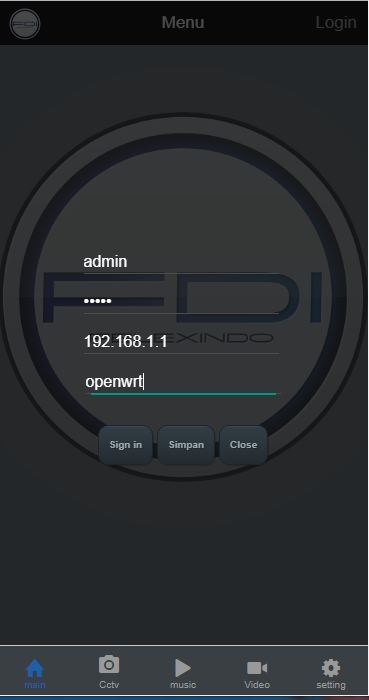 FDI
Menu
Login
admin
•••••
FDI
EXINDO
192.168.1.1
openwrt
Sign in
Simpan
Close
main
Cctv
music
Video
setting